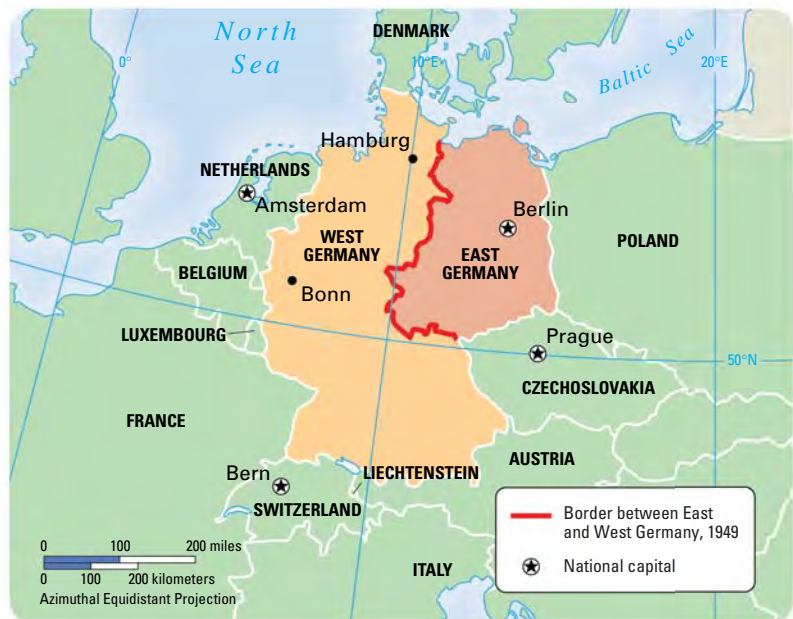 North
Sea
DENMARK
0°
10°E
Baltic Sea
20°E
Hamburg
NETHERLANDS
Amsterdam
WEST
GERMANY
Berlin
EAST
GERMANY
POLAND
BELGIUM
Bonn
LUXEMBOURG
Prague
50°N
CZECHOSLOVAKIA
FRANCE
AUSTRIA
Bern
LIECHTENSTEIN
SWITZERLAND
ITALY
Border between East
and West Germany, 1949
National capital
0 100 200 miles
0 100 200 kilometers
Azimuthal Equidistant Projection